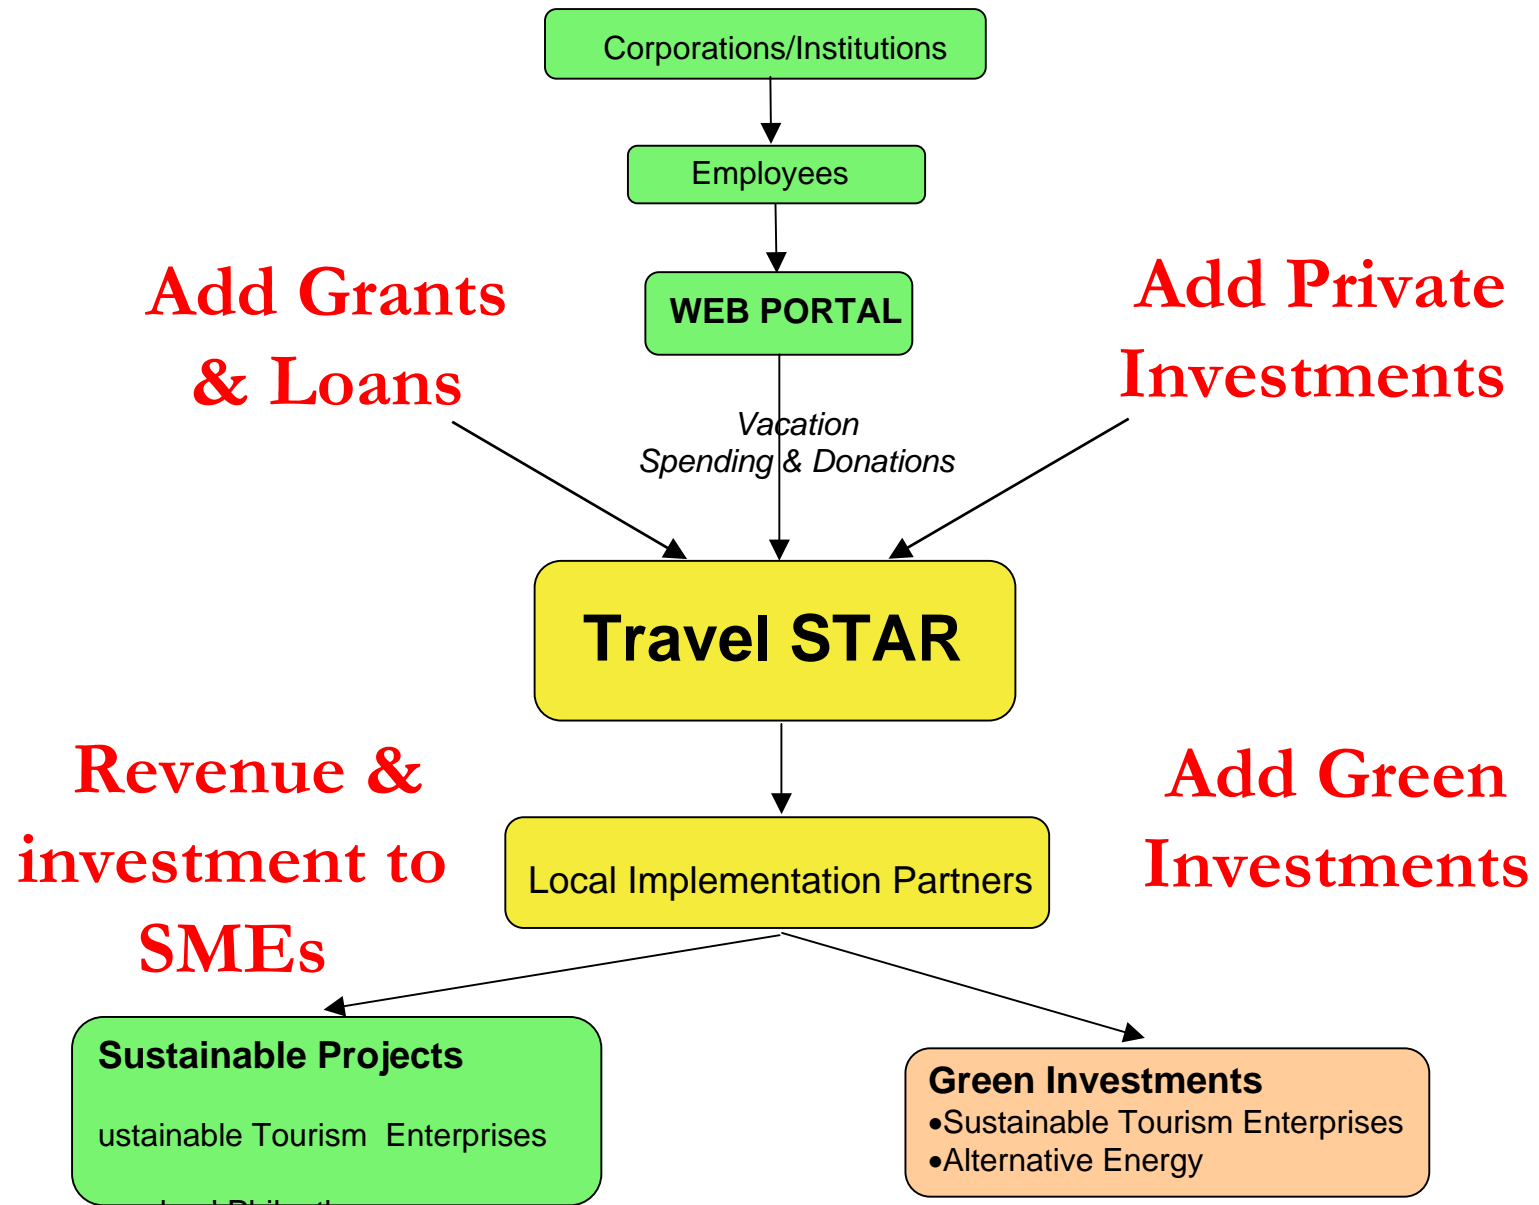 Corporations/Institutions
Employees
WEB PORTAL
Add Grants
& Loans
Add Private
Investments
Vacation
Spending & Donations
Travel STAR
Revenue &
investment to
SMEs
Add Green
Investments
Local Implementation Partners
Sustainable Projects
ustainable Tourism Enterprises
Green Investments
•Sustainable Tourism Enterprises
•Alternative Energy